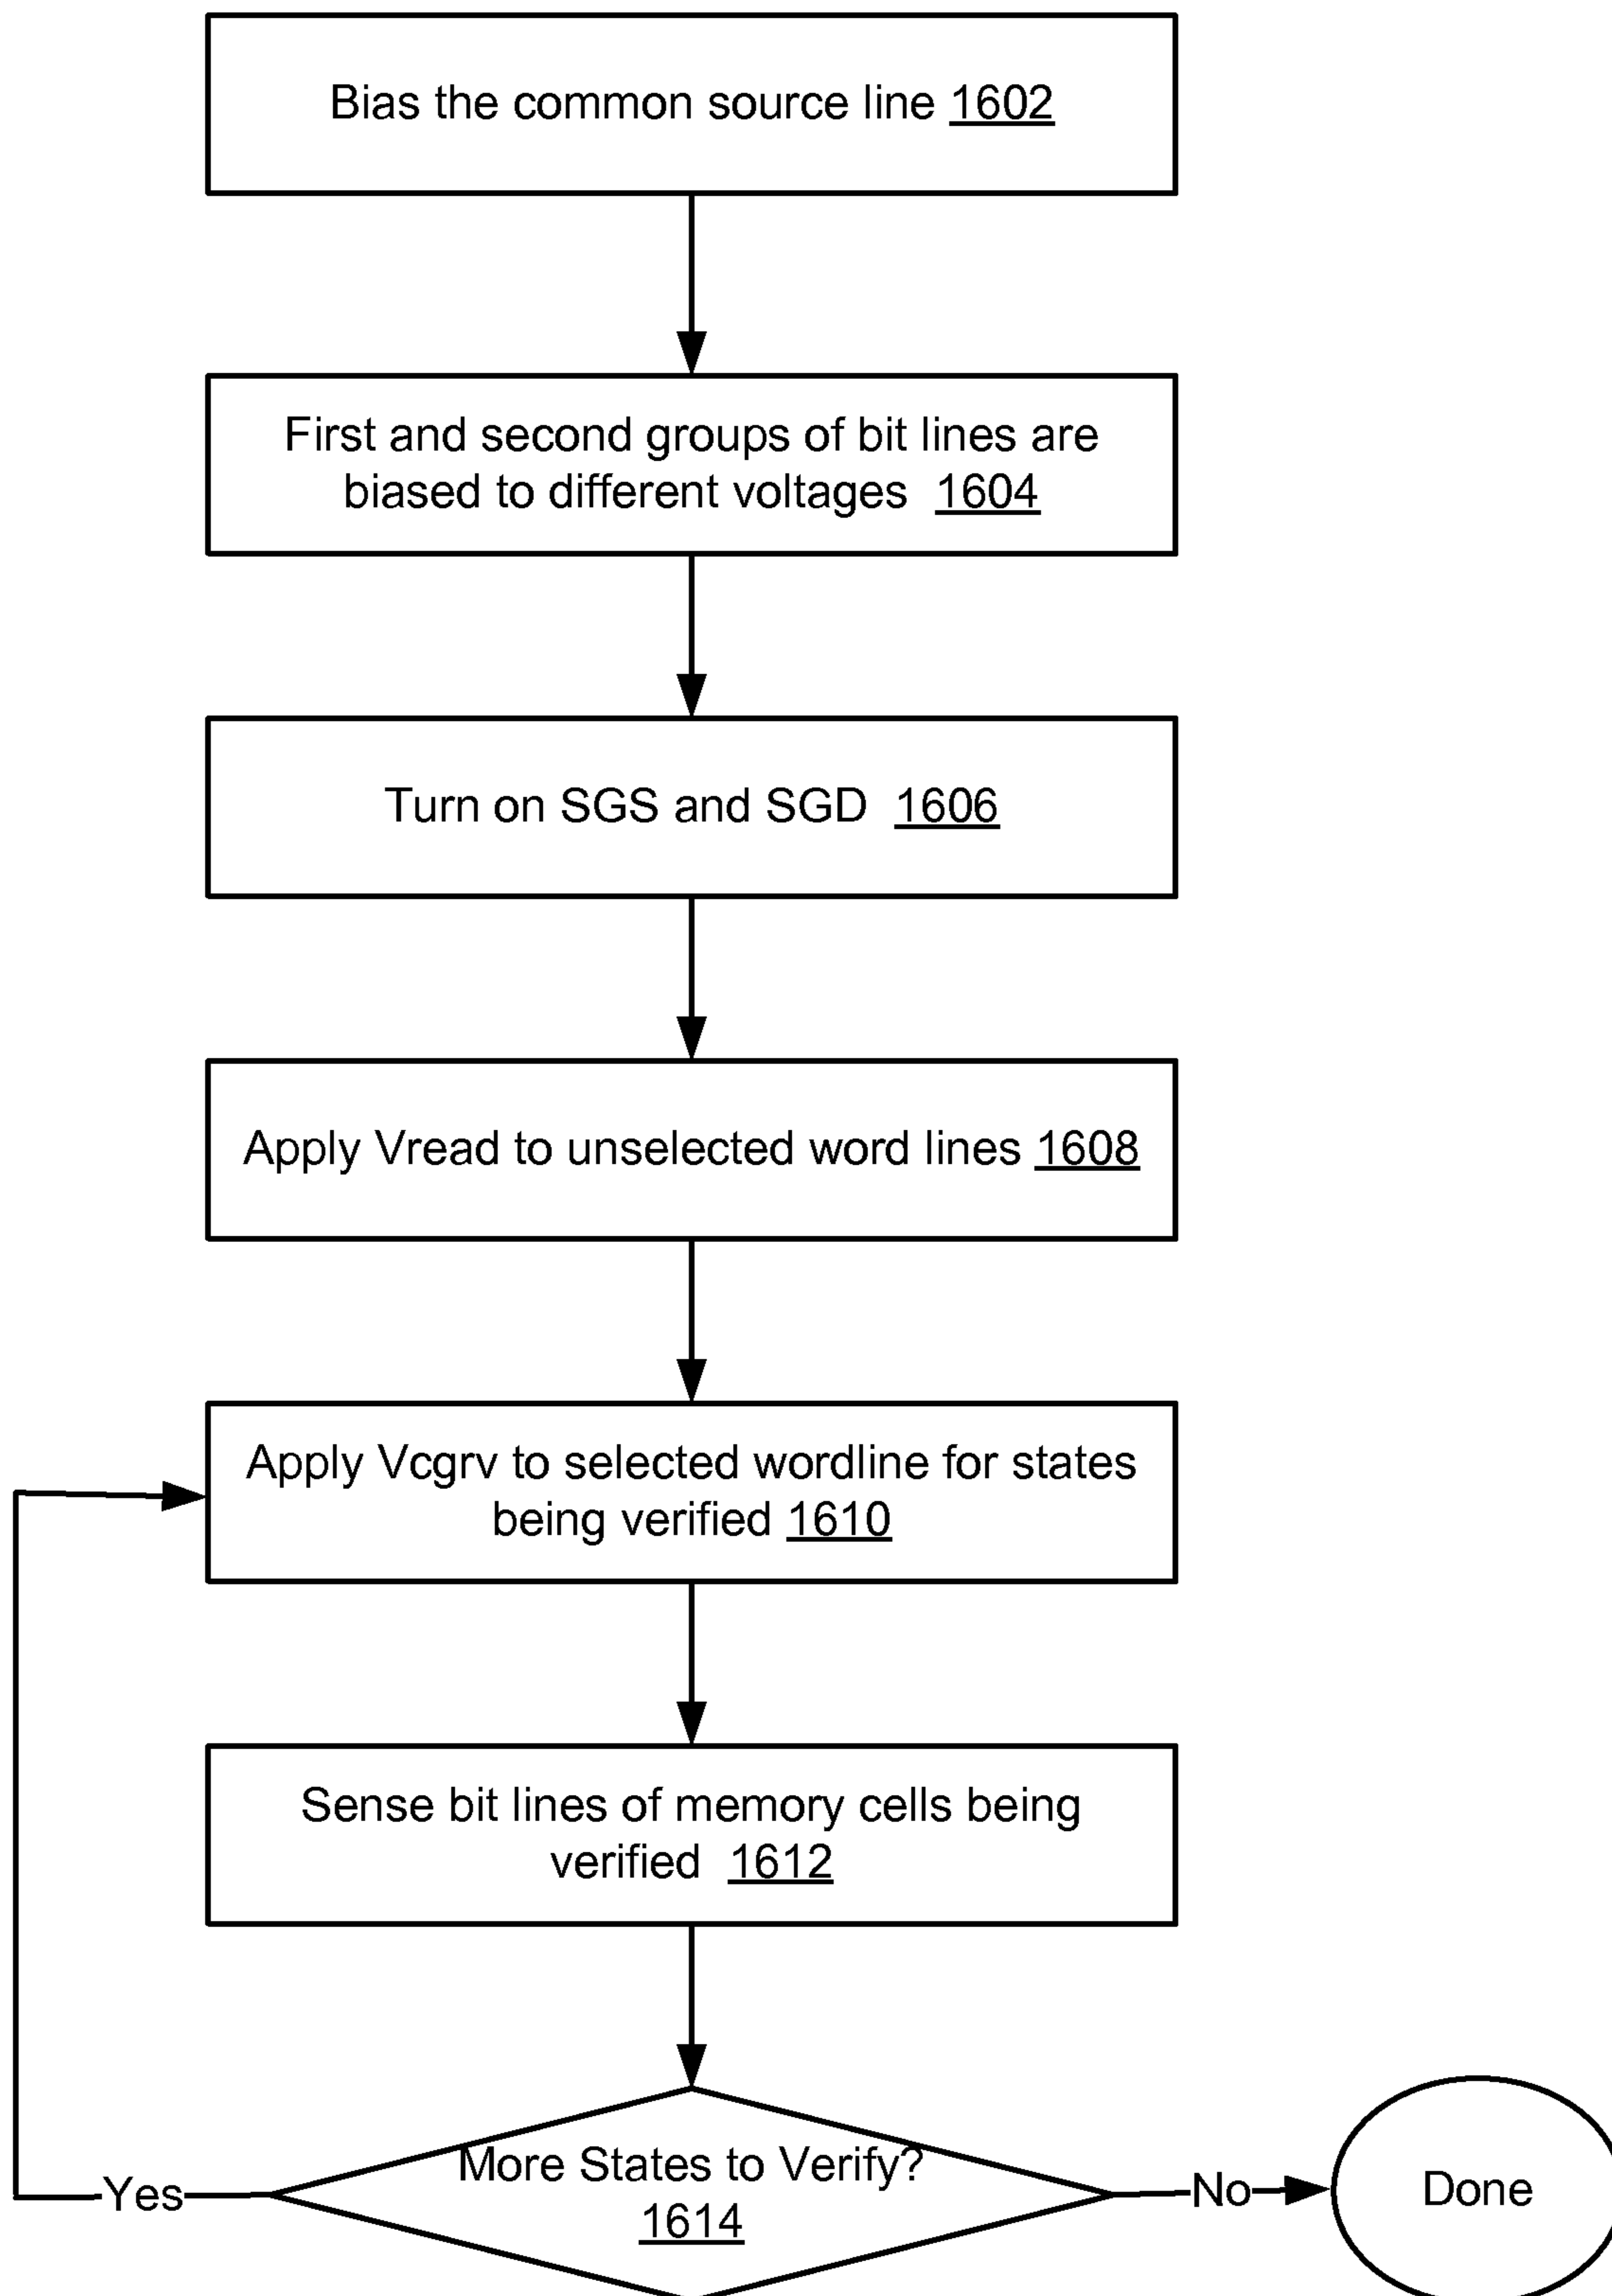 Bias the common source line 1602
First and second groups of bit lines are
biased to different voltages 1604
Turn on SGS and SGD 1606
Apply Vread to unselected word lines 1608
Apply Vcgrv to selected wordline for states
being verified 1610
Sense bit lines of memory cells being
verified 1612
More States to Verify?
1614
Yes
No
Done